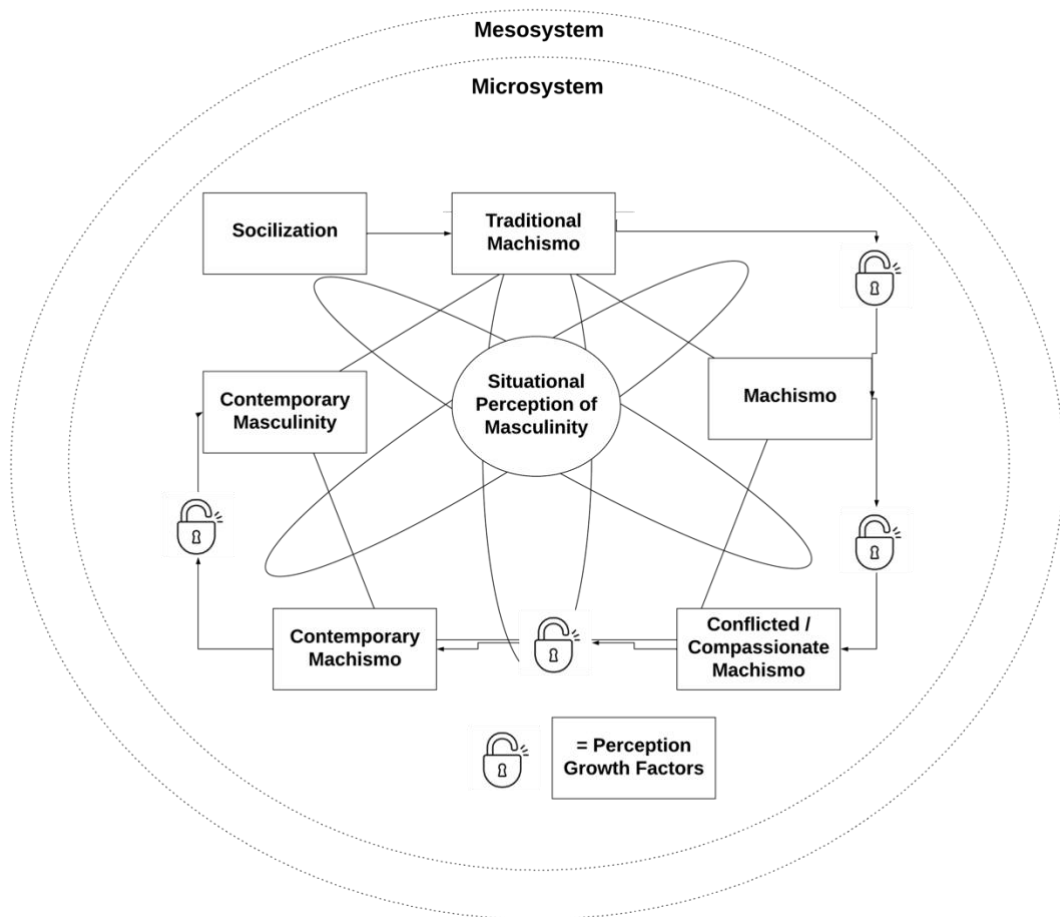 Mesosystem
Microsystem
Socilization
Traditional
Machismo
Situational
Perception of
Masculinity
Contemporary
Masculinity
Machismo
Contemporary
Machismo
Conflicted /
Compassionate
Machismo
= Perception
Growth Factors